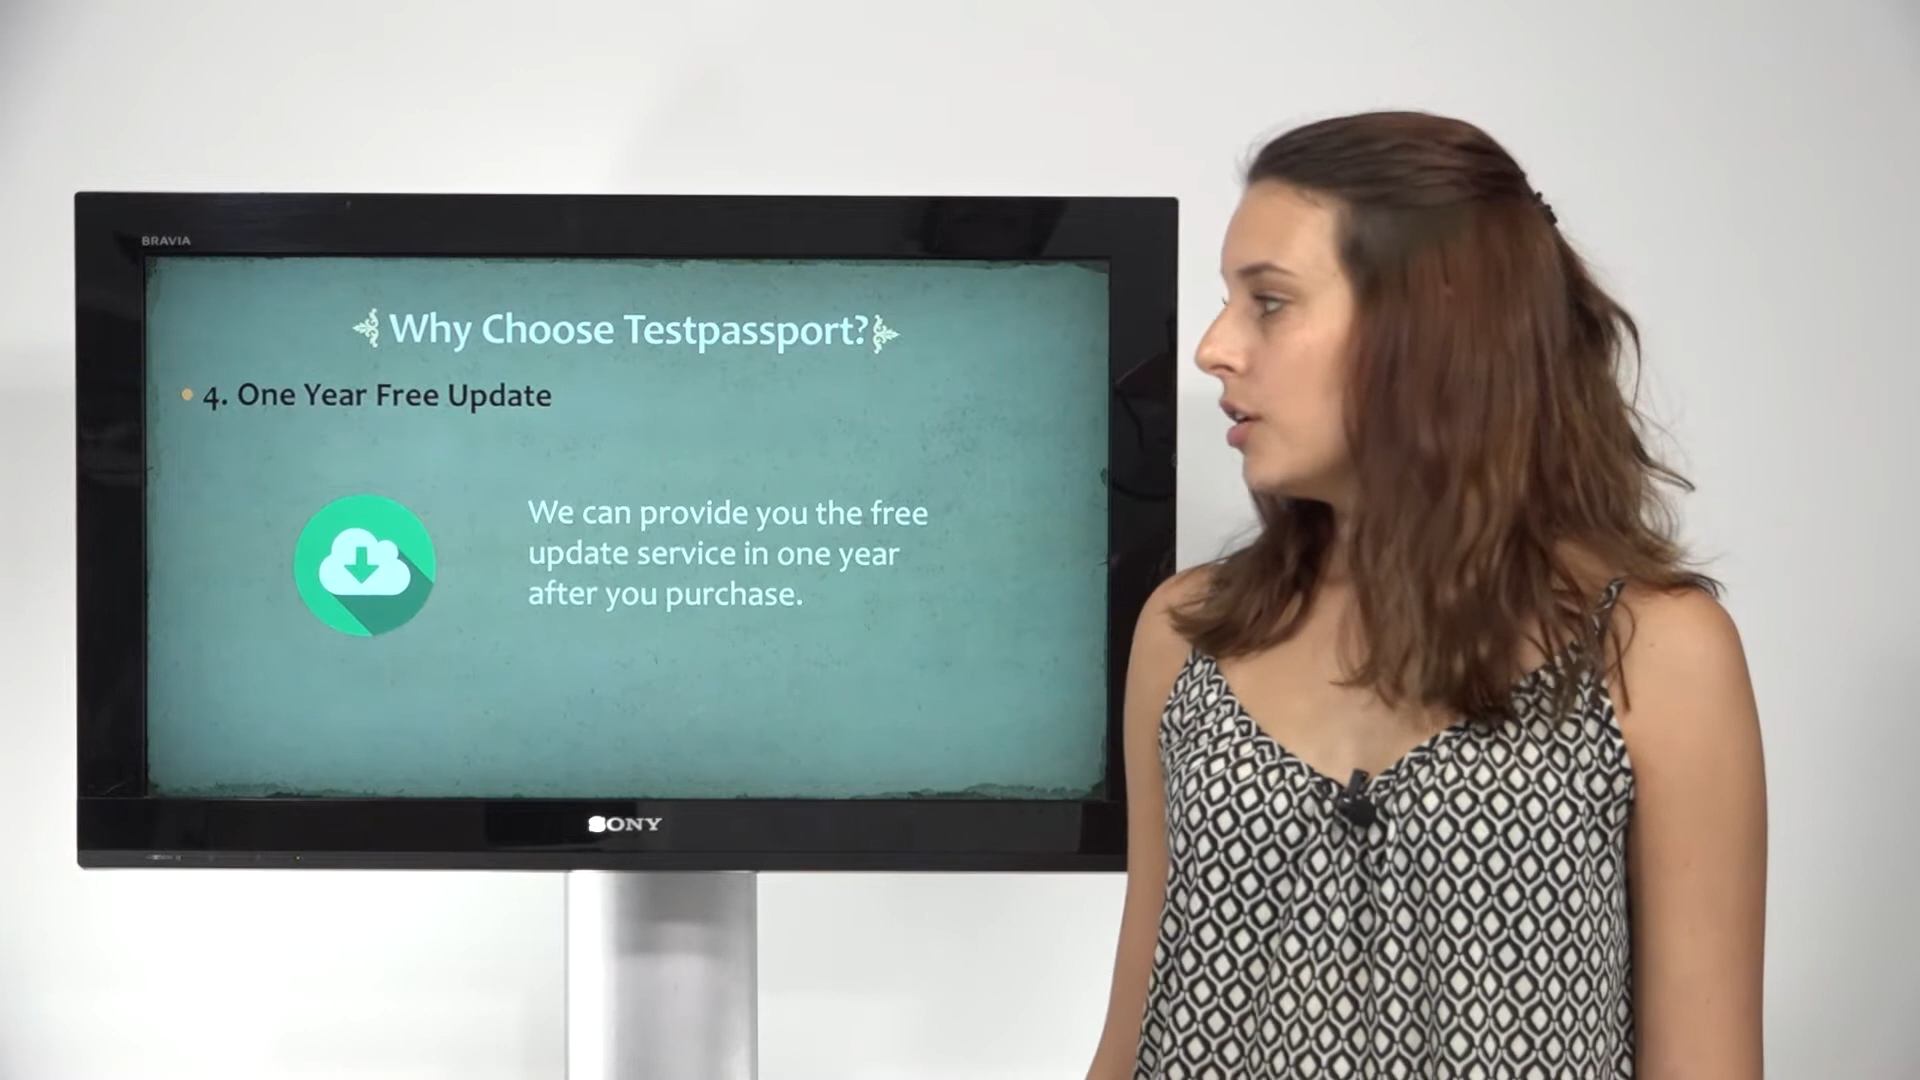 BRAVIA
Why Choose Testpassport?
• 4. One Year Free Update
We can provide you the free
update service in one year
after you purchase.
SONY